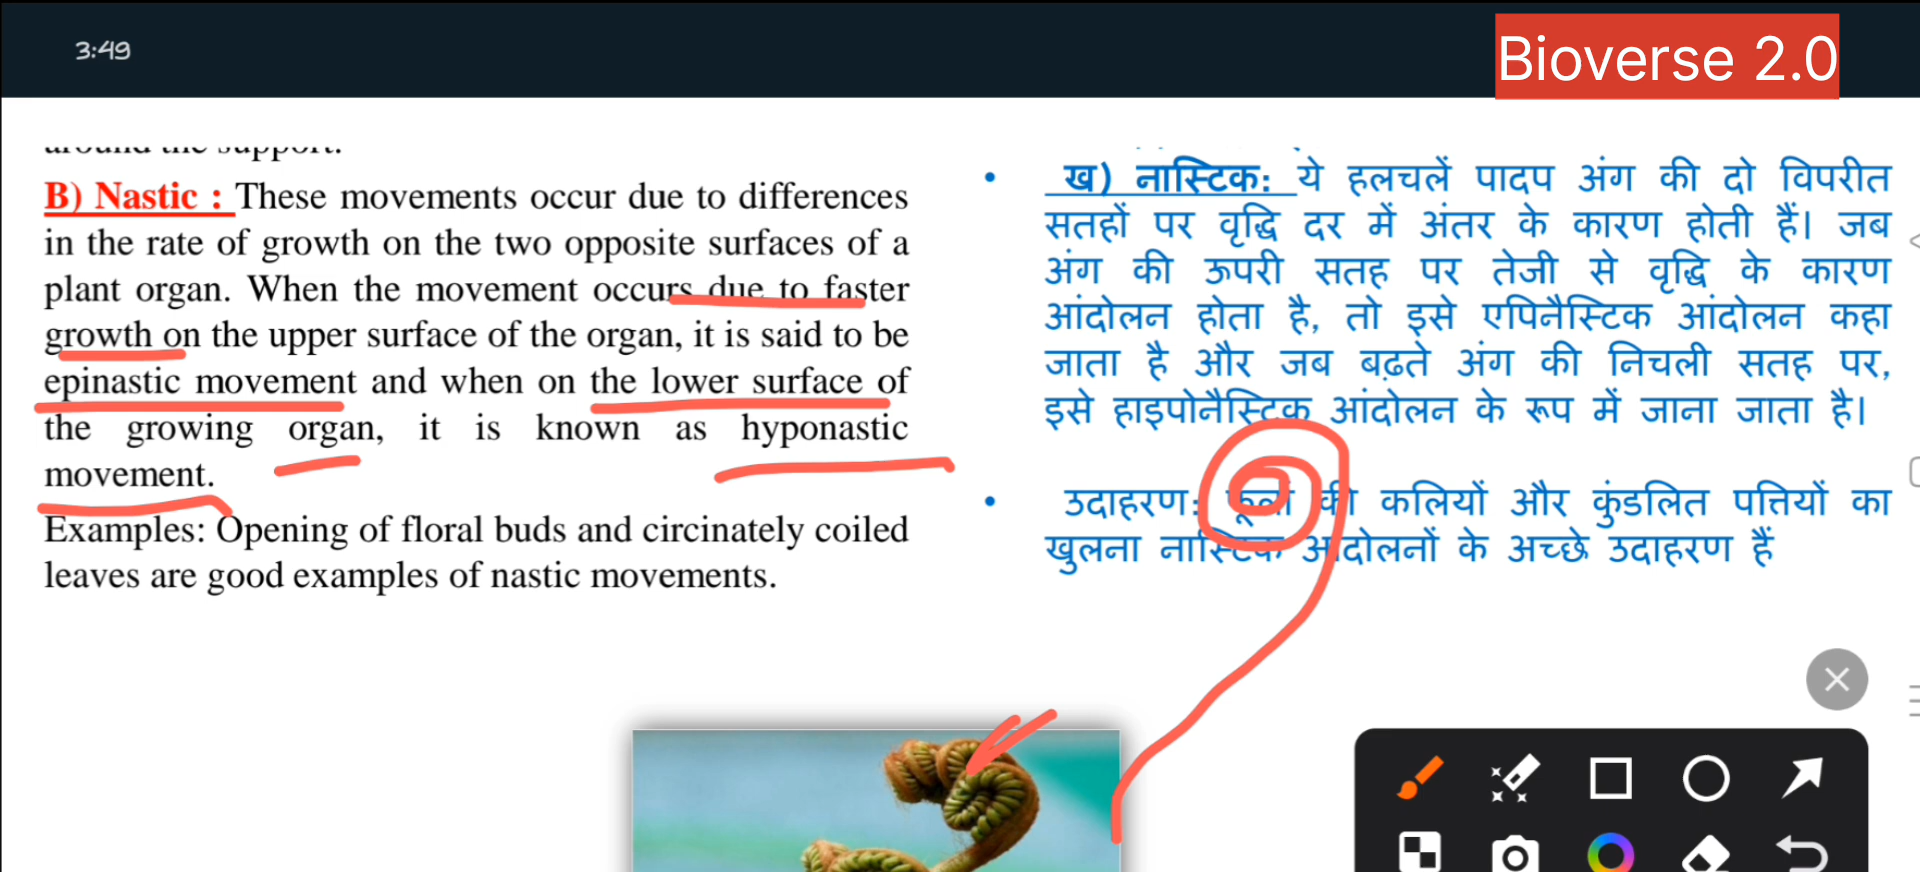 3:49
Bioverse 2.0
around the support.
B) Nastic : These movements occur due to differences
in the rate of growth on the two opposite surfaces of a
plant organ. When the movement occurs due to faster
growth on the upper surface of the organ, it is said to be
epinastic movement and when on the lower surface of
the growing organ, it is known as hyponastic
movement.
Examples: Opening of floral buds and circinately coiled
leaves are good examples of nastic movements.
• ख) नास्टिक: ये हलचलें पादप अंग की दो विपरीत
सतहों पर वृद्धि दर में अंतर के कारण होती हैं। जब
अंग की ऊपरी सतह पर तेजी से वृद्धि के कारण
आंदोलन होता है, तो इसे एपिनैस्टिक आंदोलन कहा
जाता है और जब बढ़ते अंग की निचली सतह पर,
इसे हाइपोनैस्टिक आंदोलन के रूप में जाना जाता है।
• उदाहरण: फूलों की कलियों और कुंडलित पत्तियों का
खुलना नास्टिक आंदोलनों के अच्छे उदाहरण हैं